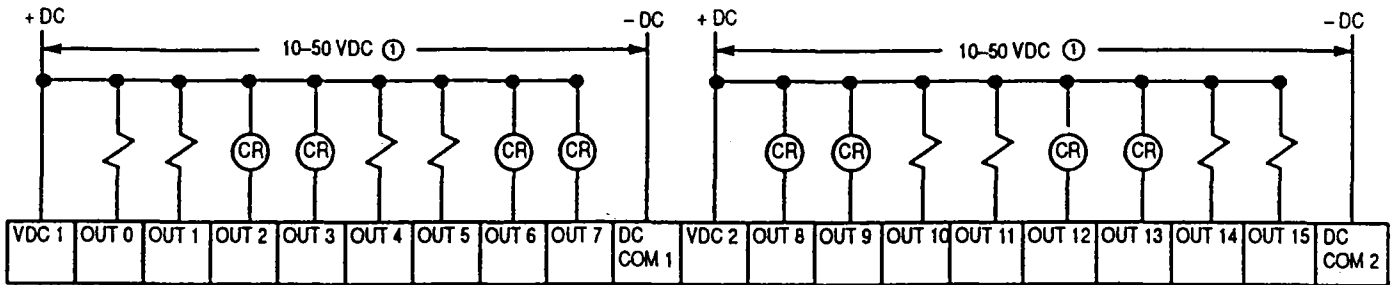 + DC
– DC
+ DC
– DC
10–50 VDC ①
10–50 VDC ①
CR
CR
CR
CR
CR
CR
CR
CR
VDC 1
OUT 0
OUT 1
OUT 2
OUT 3
OUT 4
OUT 5
OUT 6
OUT 7
DC
COM 1
VDC 2
OUT 8
OUT 9
OUT 10
OUT 11
OUT 12
OUT 13
OUT 14
OUT 15
DC
COM 2